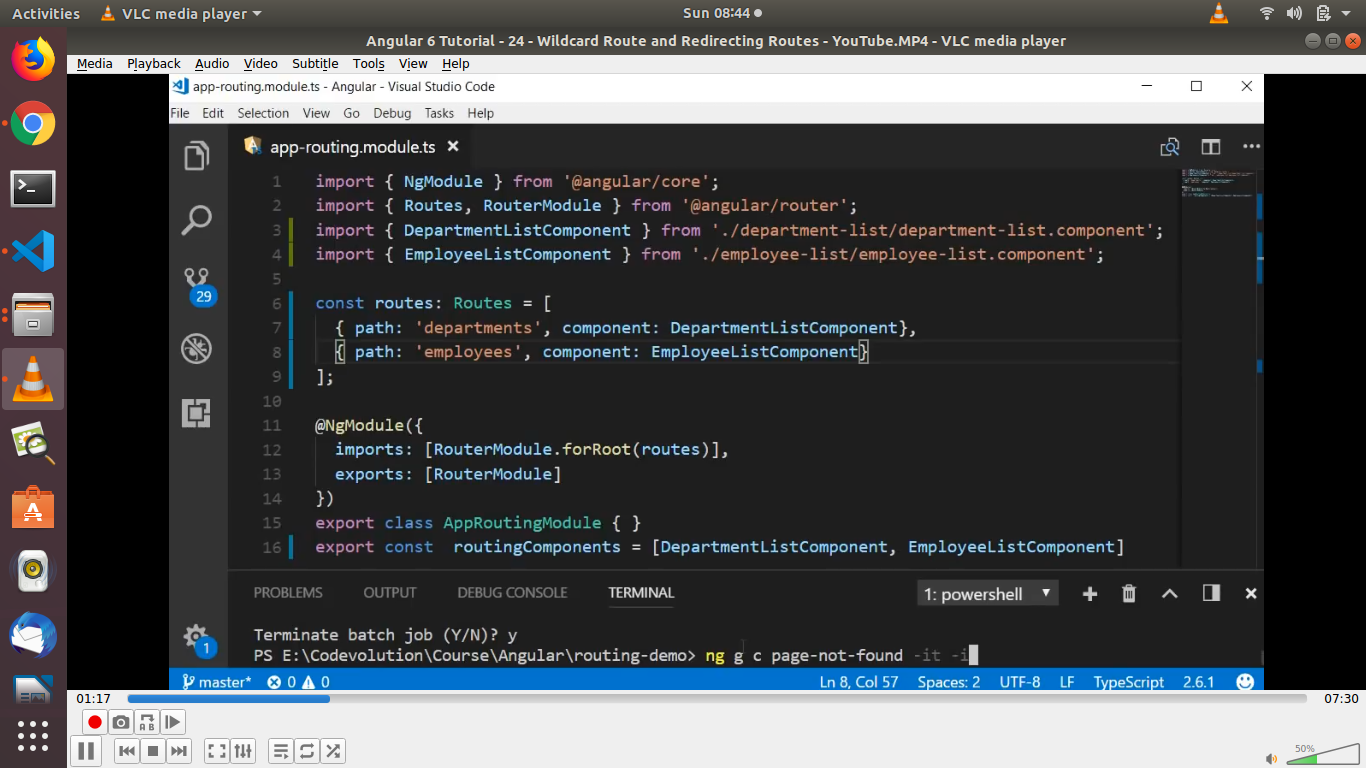 Activities VLC media player Sun 08:44
Angular 6 Tutorial - 24 - Wildcard Route and Redirecting Routes - YouTube.MP4 - VLC media player
Media Playback Audio Video Subtitle Tools View Help
app-routing.module.ts - Angular - Visual Studio Code
File Edit Selection View Go Debug Tasks Help
app-routing.module.ts
1 import { NgModule } from '@angular/core';
2 import { Routes, RouterModule } from '@angular/router';
3 import { DepartmentListComponent } from './department-list/department-list.component';
4 import { EmployeeListComponent } from './employee-list/employee-list.component';
5
6 const routes: Routes = [
7 { path: 'departments', component: DepartmentListComponent},
8 { path: 'employees', component: EmployeeListComponent}
9 ];
10
11 @NgModule({
12 imports: [RouterModule.forRoot(routes)],
13 exports: [RouterModule]
14 })
15 export class AppRoutingModule { }
16 export const routingComponents = [DepartmentListComponent, EmployeeListComponent]
29
PROBLEMS OUTPUT DEBUG CONSOLE TERMINAL 1: powershell
Terminate batch job (Y/N)? y
PS E:\Codevolution\Course\Angular\routing-demo> ng g c page-not-found -it -i
1
master* 0 0 Ln 8, Col 57 Spaces: 2 UTF-8 LF TypeScript 2.6.1
01:17 07:30
A B
50%